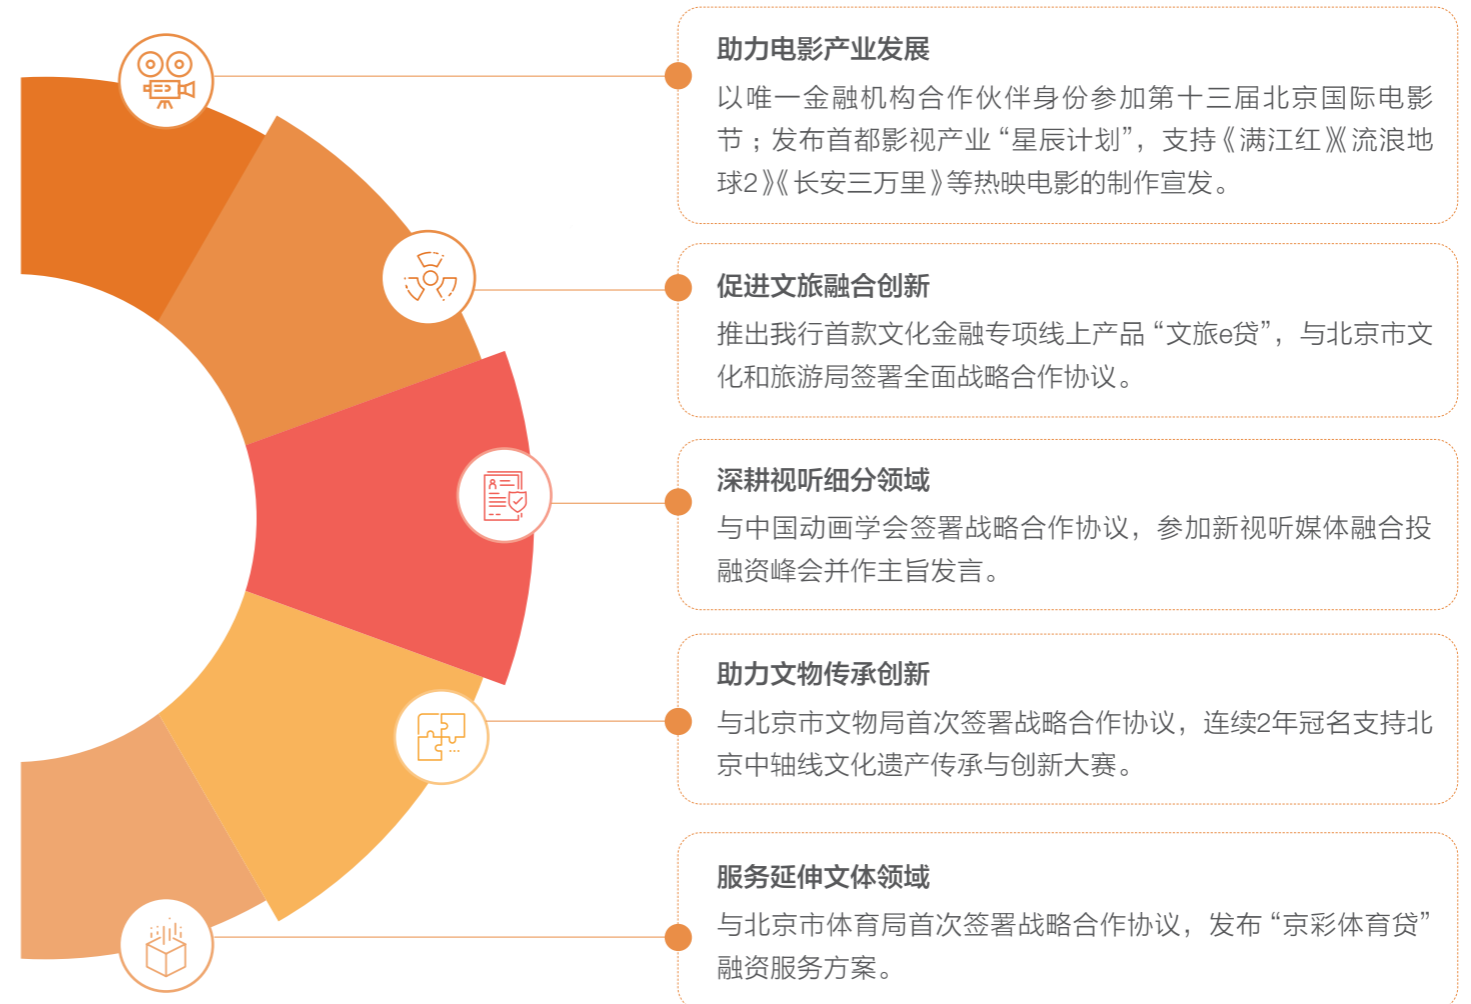 助力电影产业发展
以唯一金融机构合作伙伴身份参加第十三届北京国际电影
节；发布首都影视产业“星辰计划”，支持《满江红》《流浪地
球2》《长安三万里》等热映电影的制作宣发。
促进文旅融合创新
推出我行首款文化金融专项线上产品“文旅e贷”，与北京市文
化和旅游局签署全面战略合作协议。
深耕视听细分领域
与中国动画学会签署战略合作协议，参加新视听媒体融合投
融资峰会并作主旨发言。
助力文物传承创新
与北京市文物局首次签署战略合作协议，连续2年冠名支持北
京中轴线文化遗产传承与创新大赛。
服务延伸文体领域
与北京市体育局首次签署战略合作协议，发布“京彩体育贷”
融资服务方案。